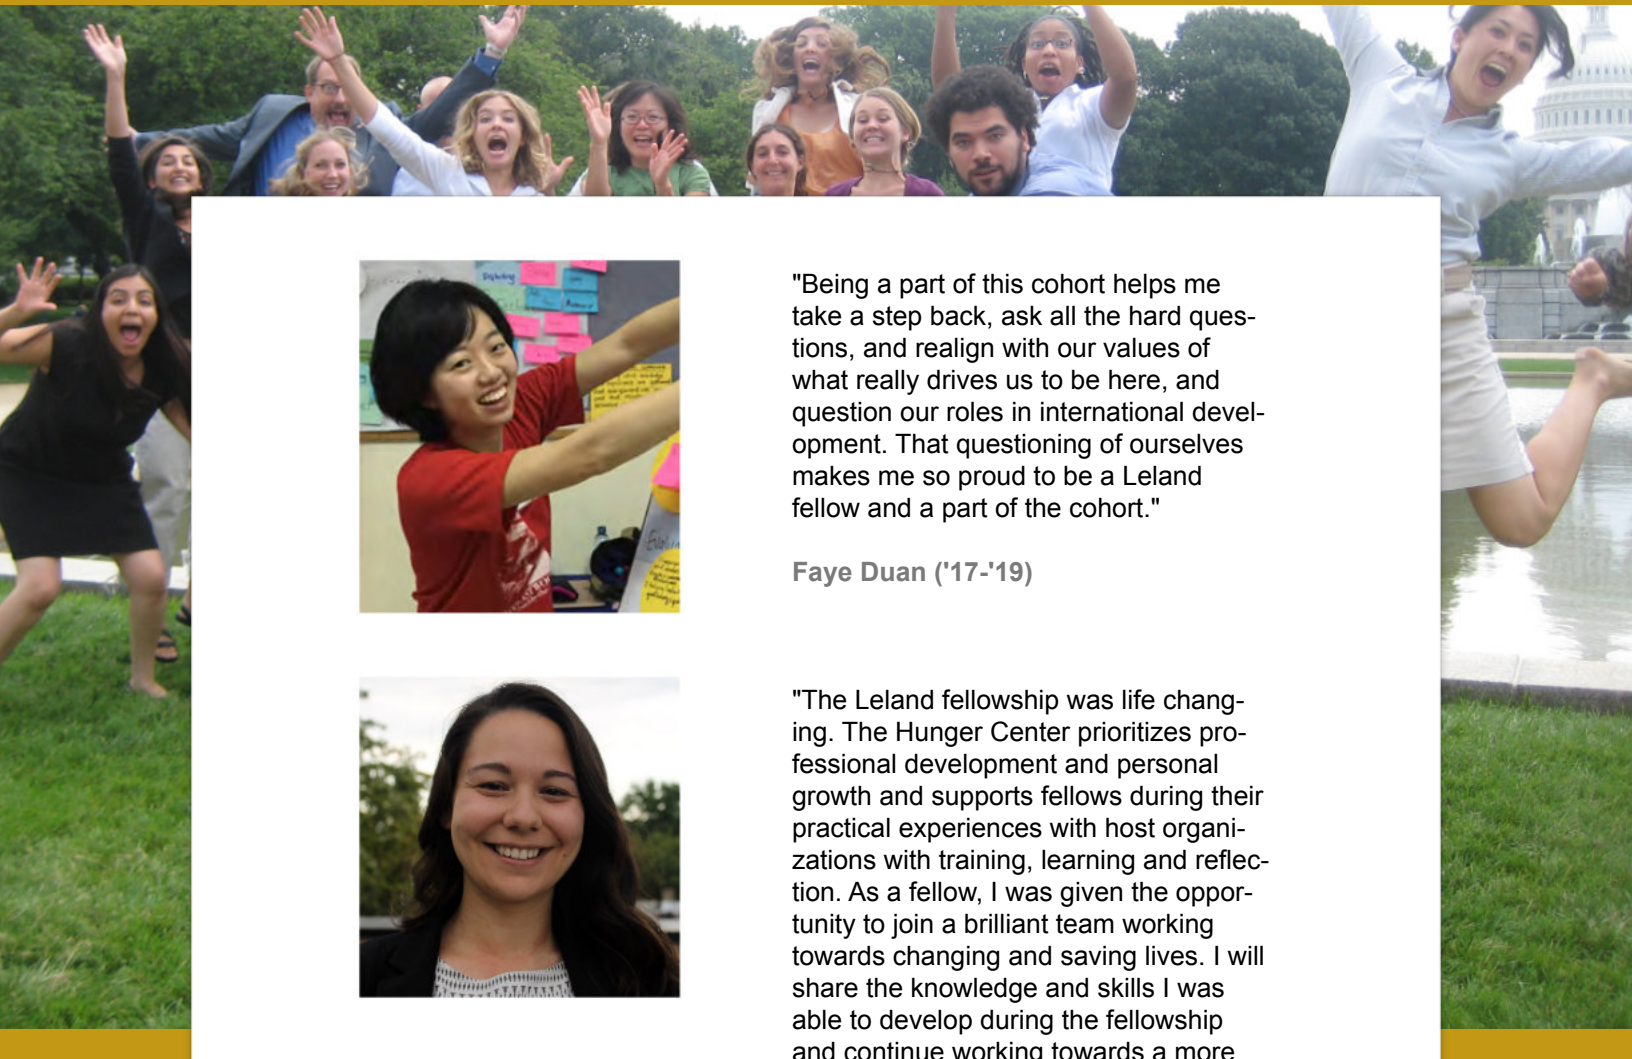 "Being a part of this cohort helps me
take a step back, ask all the hard ques-
tions, and realign with our values of
what really drives us to be here, and
question our roles in international devel-
opment. That questioning of ourselves
makes me so proud to be a Leland
fellow and a part of the cohort."
Faye Duan ('17-'19)
"The Leland fellowship was life chang-
ing. The Hunger Center prioritizes pro-
fessional development and personal
growth and supports fellows during their
practical experiences with host organi-
zations with training, learning and reflec-
tion. As a fellow, I was given the oppor-
tunity to join a brilliant team working
towards changing and saving lives. I will
share the knowledge and skills I was
able to develop during the fellowship
and continue working towards a more